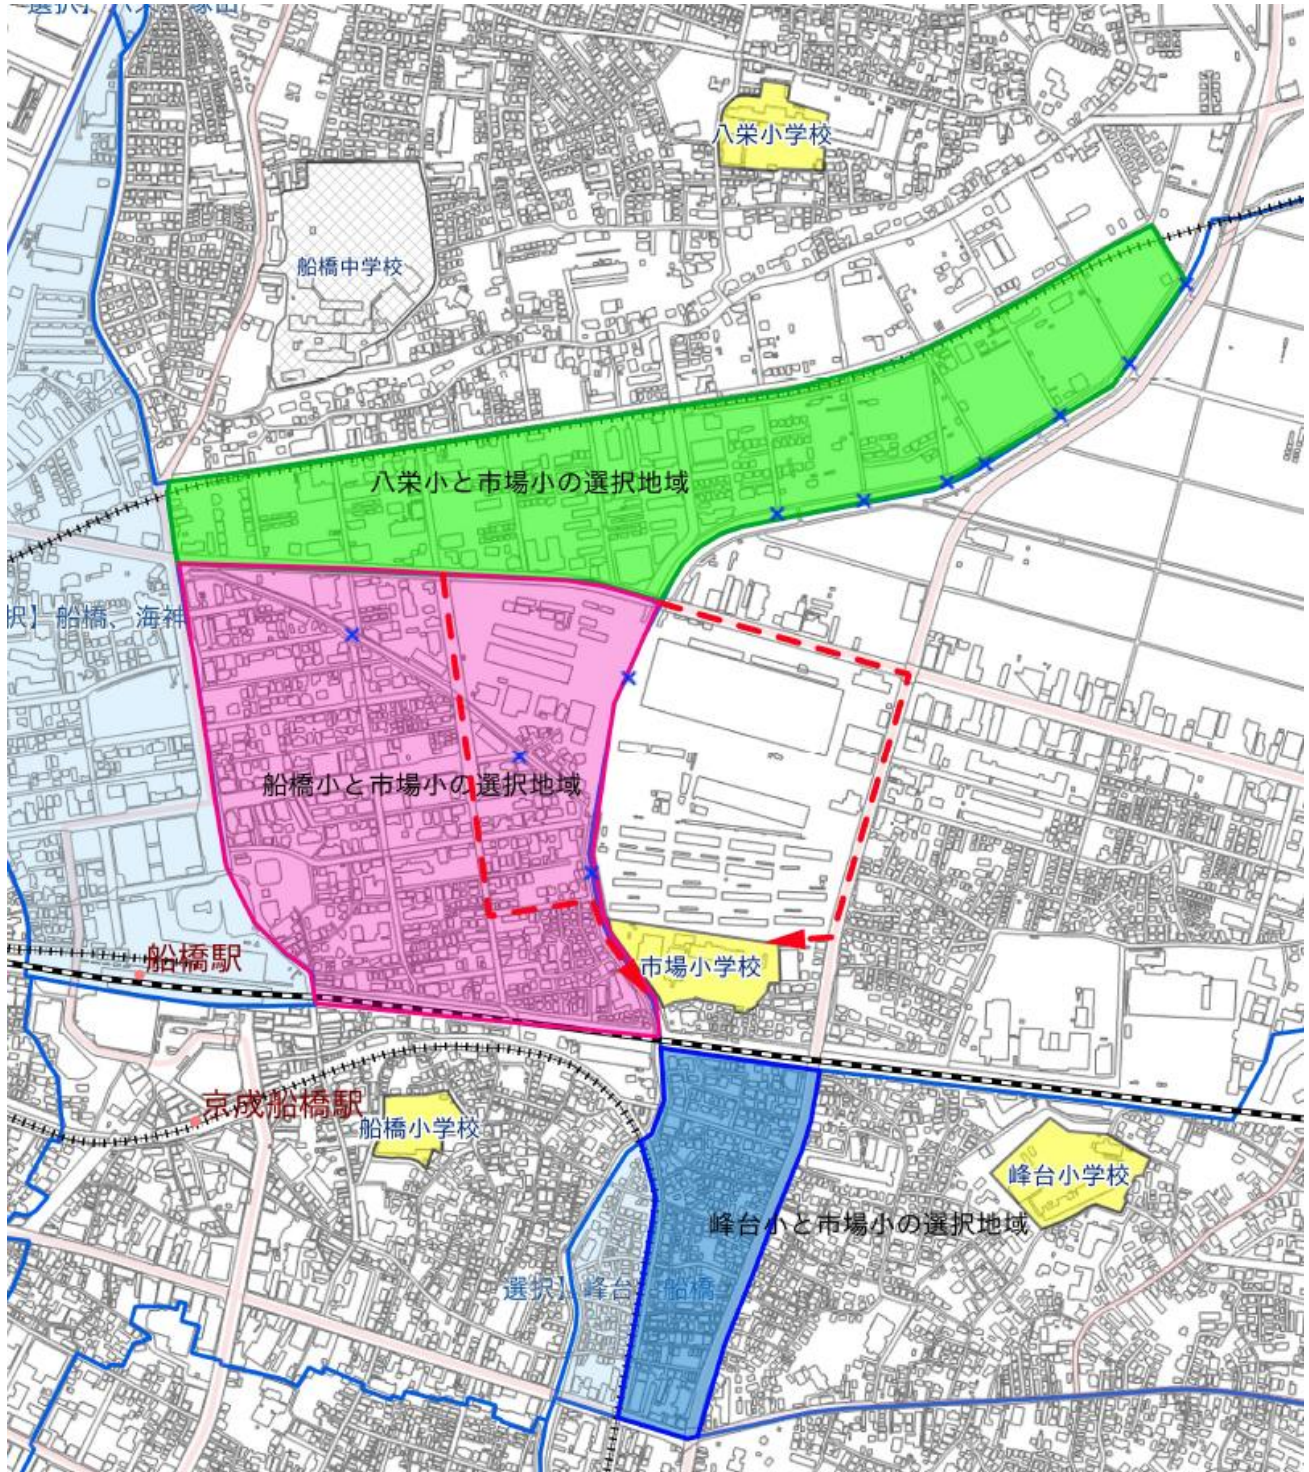 八栄小学校
船橋中学校
八栄小と市場小の選択地域
択】船橋、海神
船橋小と市場小の選択地域
船橋駅
市場小学校
京成船橋駅
船橋小学校
峰台小学校
峰台小と市場小の選択地域
選択】峰台、船橋